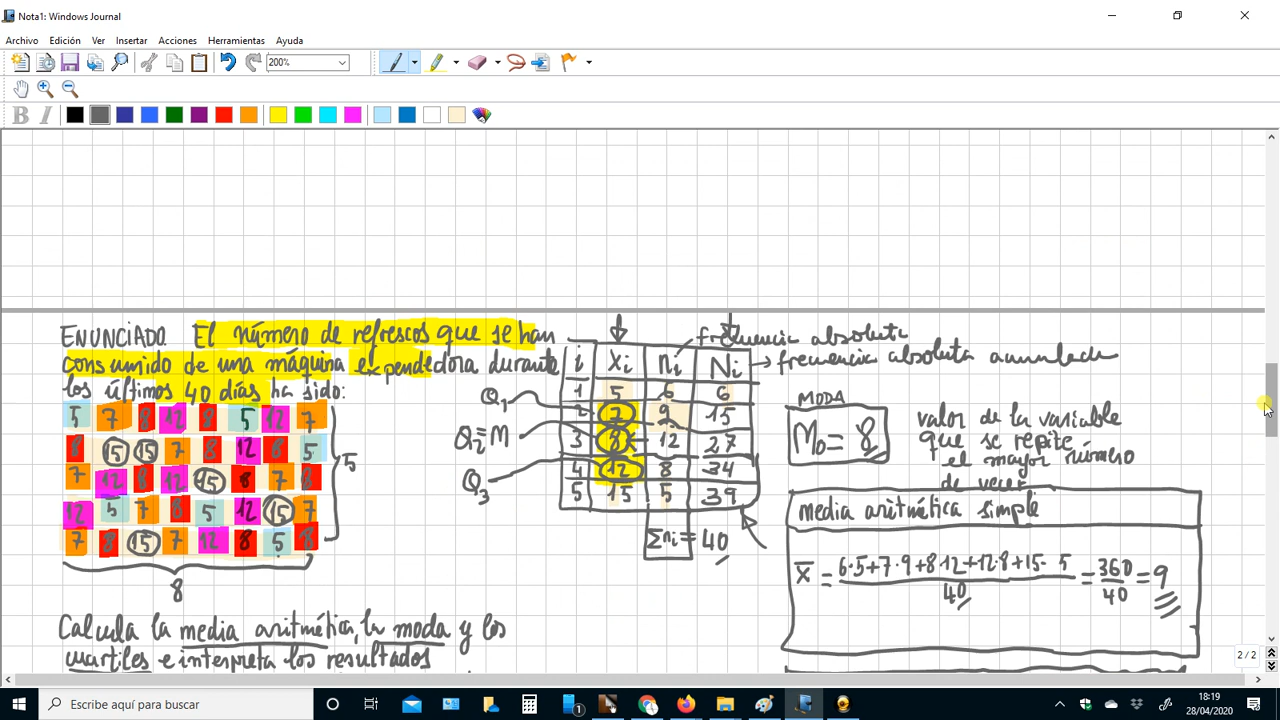 Nota1: Windows Journal
Archivo Edición Ver Insertar Acciones Herramientas Ayuda
200%
B I
ENUNCIADO El número de refrescos que se han
consumido de una máquina expendedora durante
los últimos 40 días ha sido:
5 7 8 12 8 5 12 7
8 15 15 7 8 12 8 5
7 12 8 12 15 8 7 8
12 5 7 8 5 12 15 7
7 8 15 7 12 8 5 8
5
8
Calcula la media aritmética, la moda y los
cuartiles e interpreta los resultados
frecuencia absoluta
i Xi ni Ni → frecuencia absoluta acumulada
1 5 6 6
Q1 2 7 9 15
Q2=M 3 8 12 27
4 12 8 34
Q3 5 15 5 39
Σni = 40
MODA
Mo = 8
valor de la variable
que se repite
el mayor número
de veces
media aritmética simple
X̄ = 6·5+7·9+8·12+12·8+15·5 = 360 = 9
40 40
2/2
Escribe aquí para buscar
1
18:19
28/04/2020